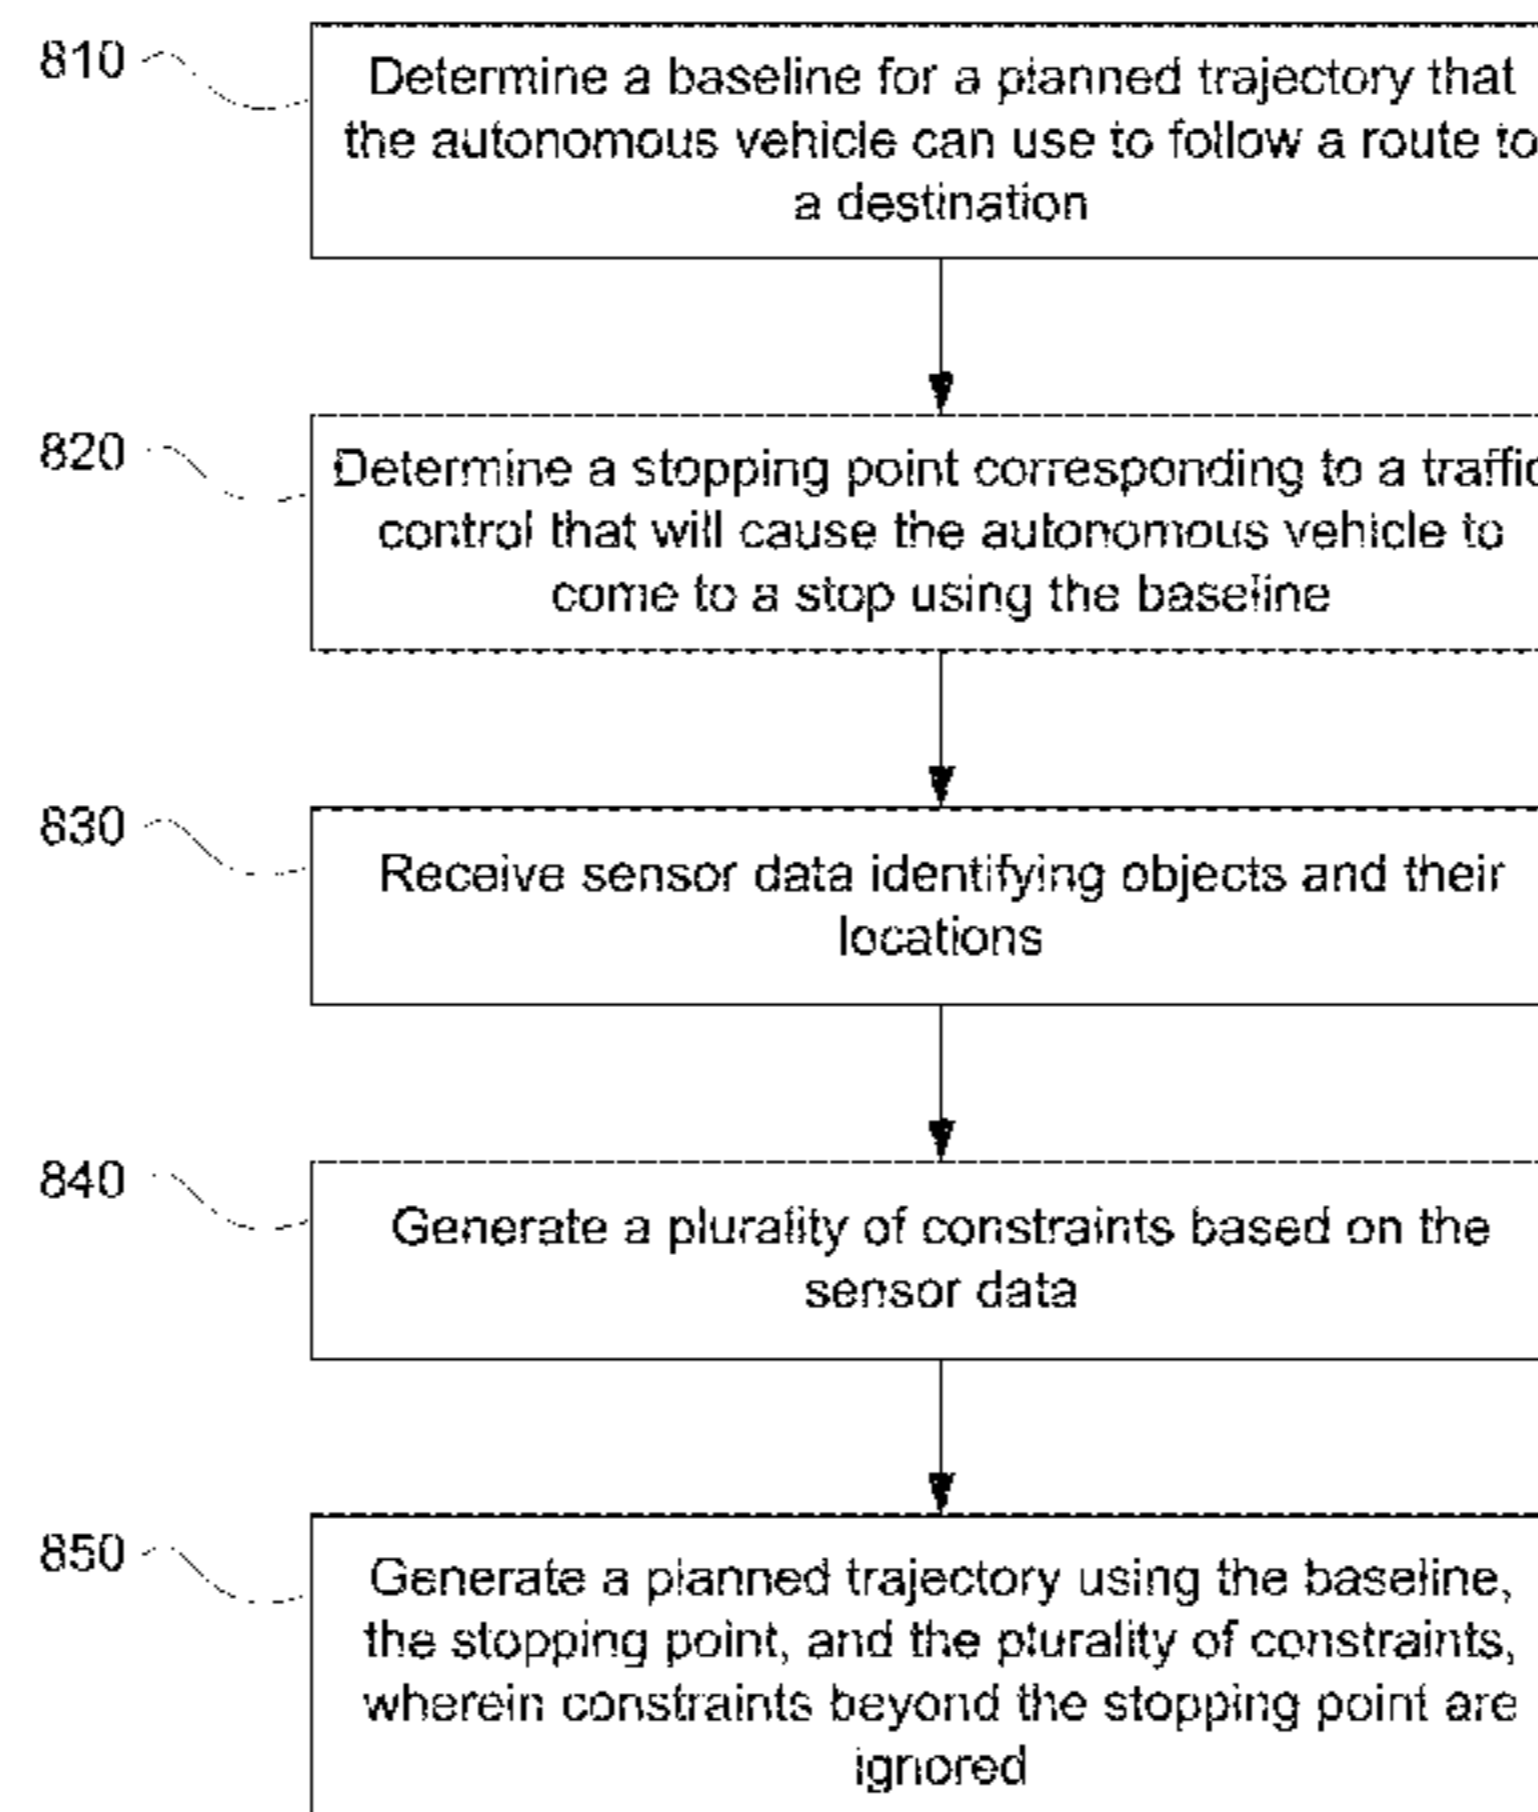 810
Determine a baseline for a planned trajectory that
the autonomous vehicle can use to follow a route to
a destination
820
Determine a stopping point corresponding to a traffic
control that will cause the autonomous vehicle to
come to a stop using the baseline
830
Receive sensor data identifying objects and their
locations
840
Generate a plurality of constraints based on the
sensor data
850
Generate a planned trajectory using the baseline,
the stopping point, and the plurality of constraints,
wherein constraints beyond the stopping point are
ignored